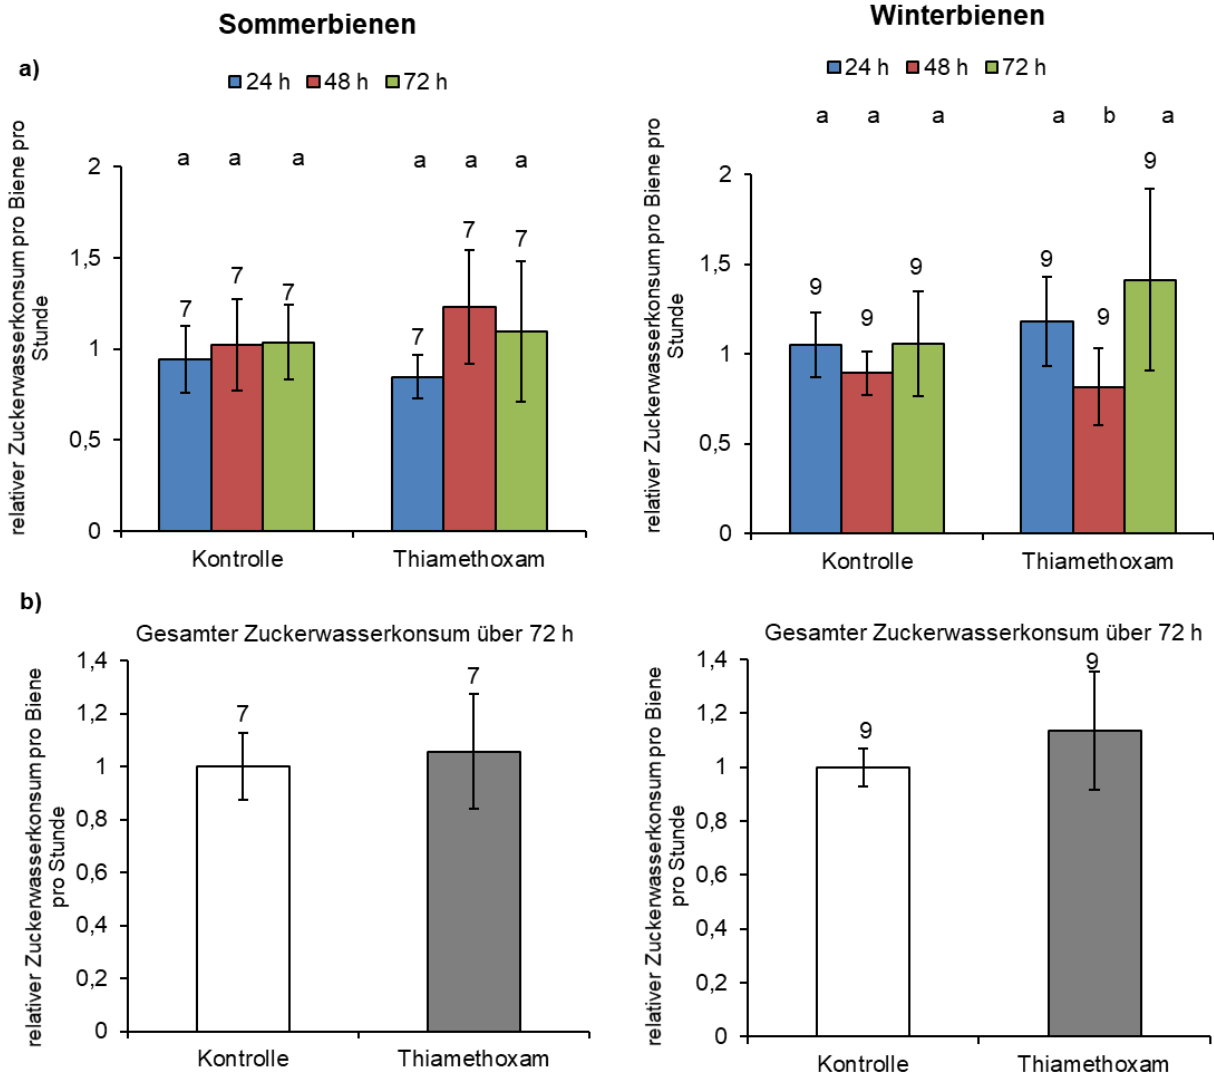 Sommerbienen
Winterbienen
a)
24 h 48 h 72 h
24 h 48 h 72 h
relativer Zuckerwasserkonsum pro Biene pro
Stunde
2
1,5
1
0,5
0
a a a a a a
7 7 7 7 7 7
Kontrolle Thiamethoxam
relativer Zuckerwasserkonsum pro Biene pro
Stunde
2
1,5
1
0,5
0
a a a a b a
9 9 9 9 9 9
Kontrolle Thiamethoxam
b)
Gesamter Zuckerwasserkonsum über 72 h
relativer Zuckerwasserkonsum pro Biene
pro Stunde
1,4
1,2
1
0,8
0,6
0,4
0,2
0
7 7
Kontrolle Thiamethoxam
Gesamter Zuckerwasserkonsum über 72 h
relativer Zuckerwasserkonsum pro Biene
pro Stunde
1,4
1,2
1
0,8
0,6
0,4
0,2
0
9 9
Kontrolle Thiamethoxam